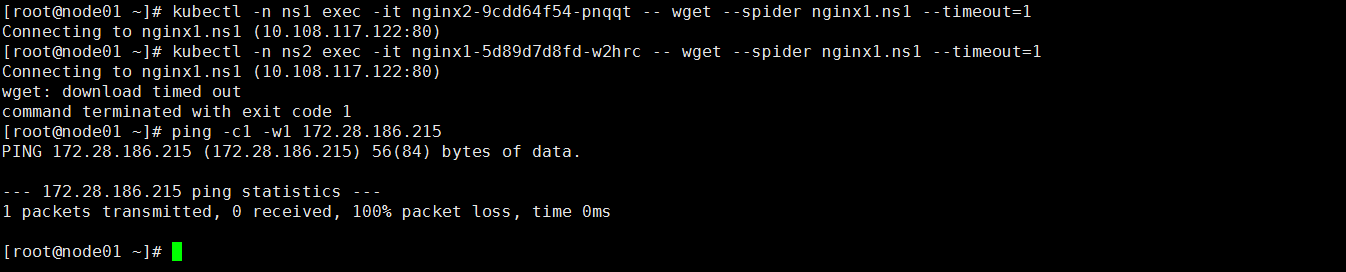 [root@node01 ~]# kubectl -n ns1 exec -it nginx2-9cdd64f54-pnqqt -- wget --spider nginx1.ns1 --timeout=1
Connecting to nginx1.ns1 (10.108.117.122:80)
[root@node01 ~]# kubectl -n ns2 exec -it nginx1-5d89d7d8fd-w2hrc -- wget --spider nginx1.ns1 --timeout=1
Connecting to nginx1.ns1 (10.108.117.122:80)
wget: download timed out
command terminated with exit code 1
[root@node01 ~]# ping -c1 -w1 172.28.186.215
PING 172.28.186.215 (172.28.186.215) 56(84) bytes of data.
--- 172.28.186.215 ping statistics ---
1 packets transmitted, 0 received, 100% packet loss, time 0ms
[root@node01 ~]#